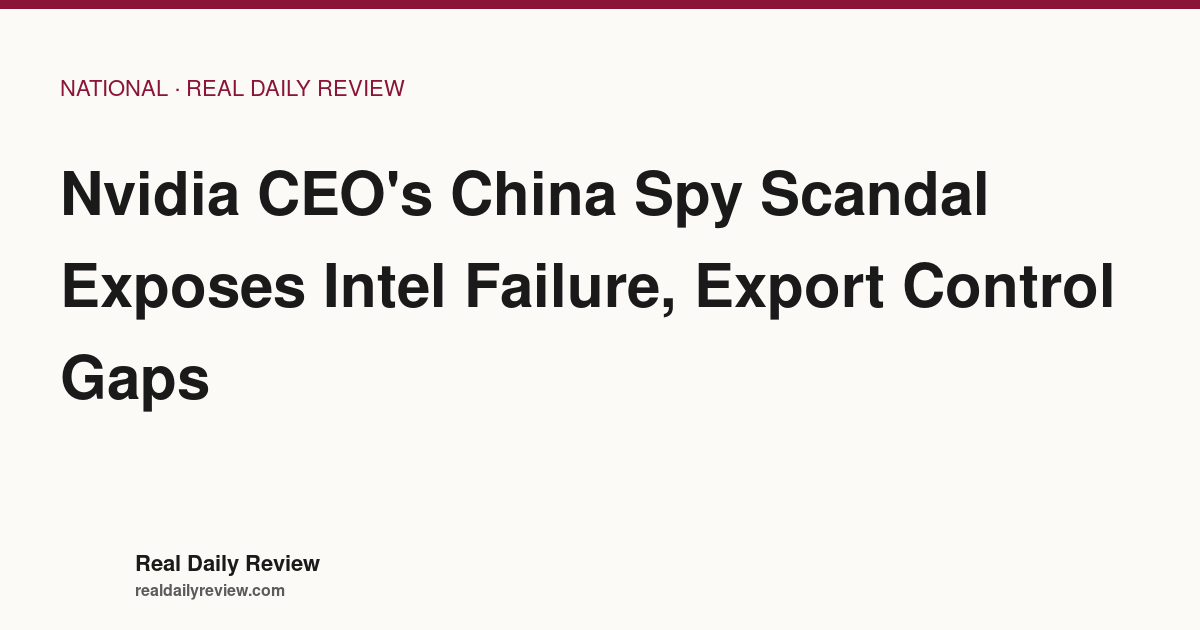 NATIONAL · REAL DAILY REVIEW
Nvidia CEO's China Spy Scandal
Exposes Intel Failure, Export Control
Gaps
Real Daily Review
realdailyreview.com